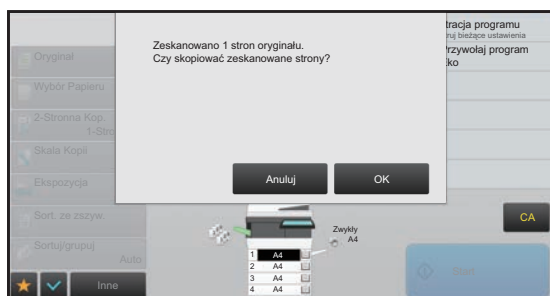 Zeskanowano 1 stron oryginału.
Czy skopiować zeskanowane strony?
Anuluj
OK
tracja programu
ruj bieżące ustawienia
rzywołaj program
ko
Oryginał
Wybór Papieru
2-Stronna Kop.
1-Stro
Skala Kopii
Ekspozycja
Sort. ze zszyw.
Sortuj/grupuj
Auto
Inne
Zwykły
A4
1 A4
2 A4
3 A4
4 A4
CA
Start